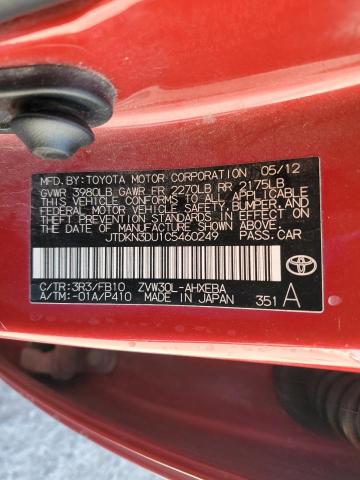 MFD.BY:TOYOTA MOTOR CORPORATION 05/12
GVWR 3980LB GAWR FR 2270LB RR 2175LB
THIS VEHICLE CONFORMS TO ALL APPLICABLE
FEDERAL MOTOR VEHICLE SAFETY, BUMPER, AND
THEFT PREVENTION STANDARDS IN EFFECT ON
THE DATE OF MANUFACTURE SHOWN ABOVE.
JTDKN3DU1C5460249 PASS.CAR
C/TR:3R3/FB10 ZVW30L-AHXEBA
A/TM:-01A/P410 MADE IN JAPAN 351 A
TOYOTA